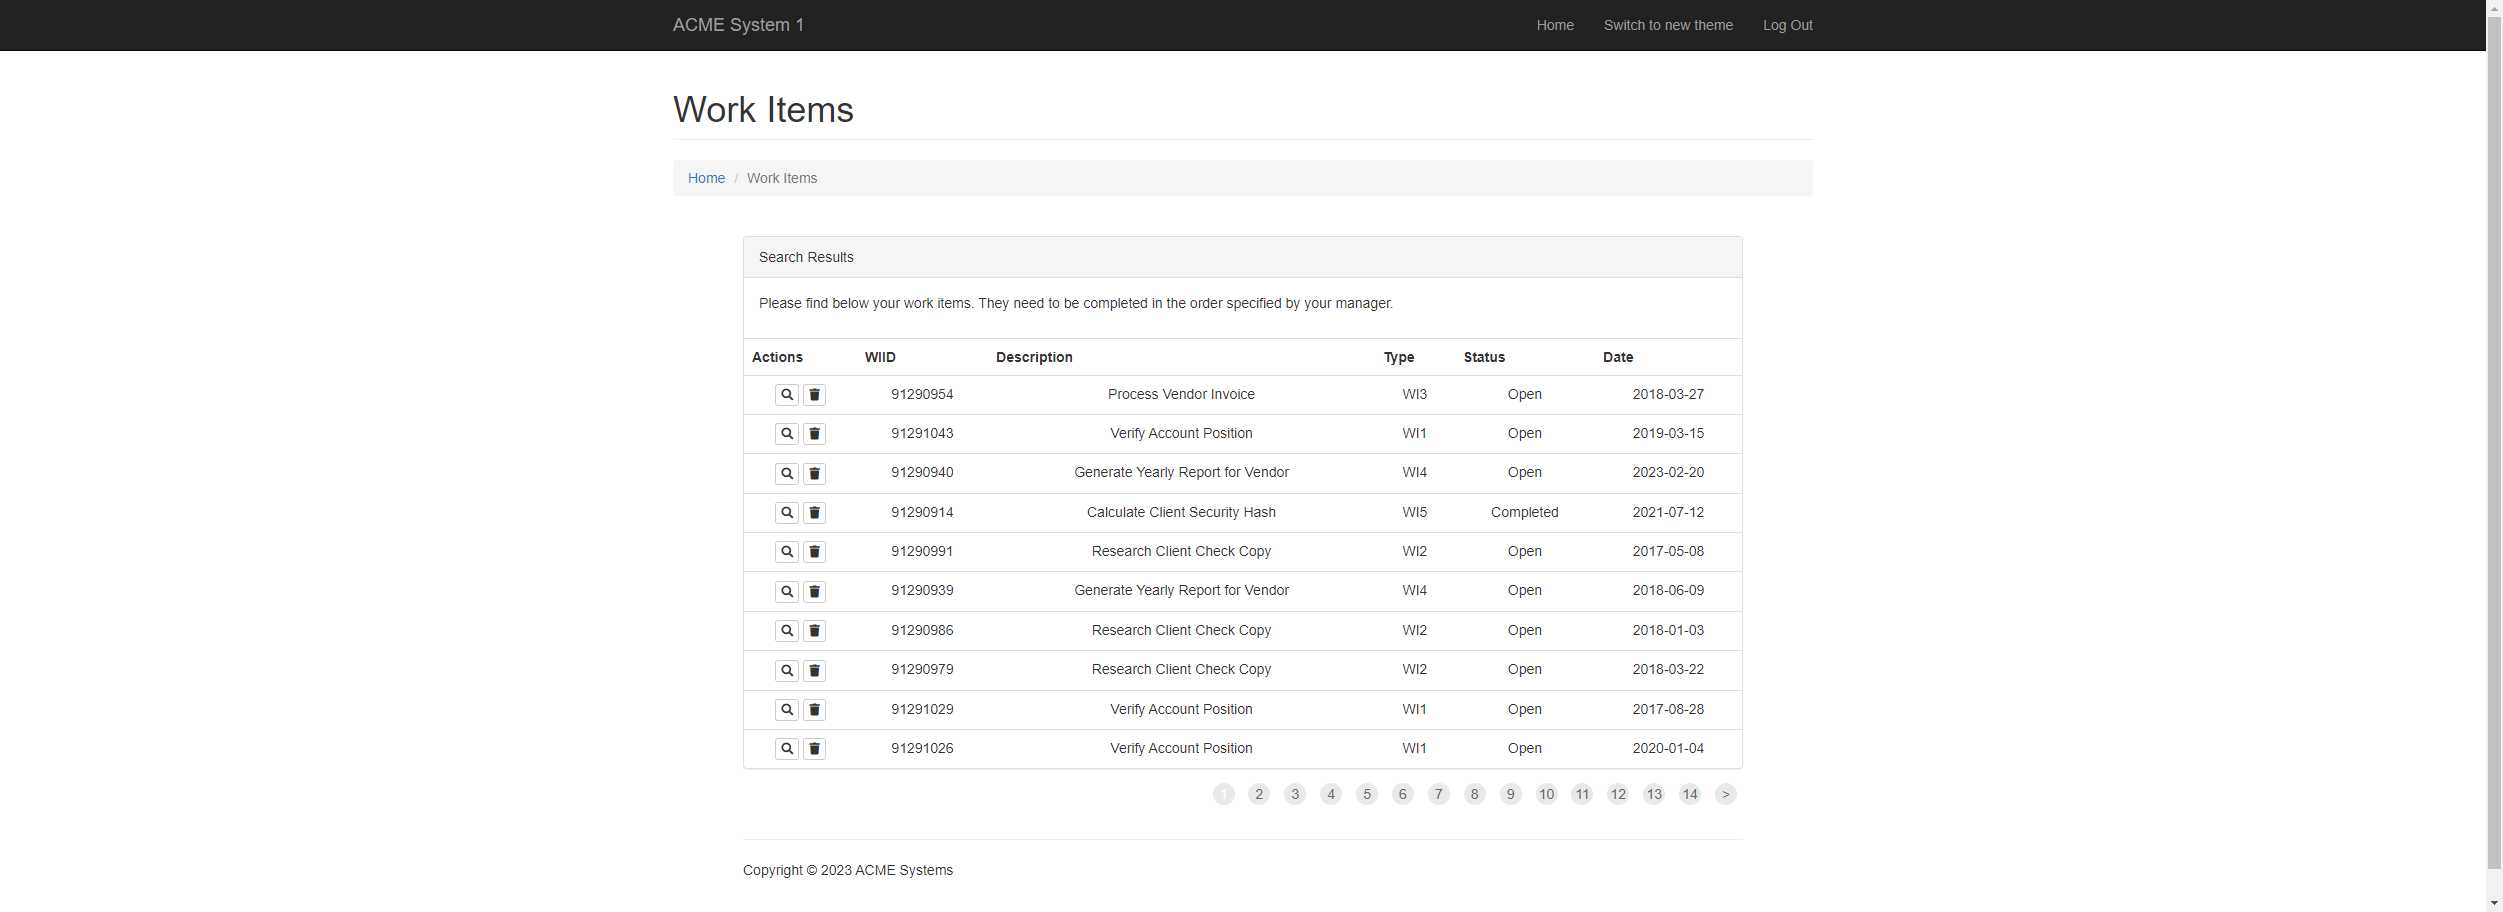 ACME System 1 Home Switch to new theme Log Out
Work Items
Home / Work Items
Search Results
Please find below your work items. They need to be completed in the order specified by your manager.
Actions WIID Description Type Status Date
91290954 Process Vendor Invoice WI3 Open 2018-03-27
91291043 Verify Account Position WI1 Open 2019-03-15
91290940 Generate Yearly Report for Vendor WI4 Open 2023-02-20
91290914 Calculate Client Security Hash WI5 Completed 2021-07-12
91290991 Research Client Check Copy WI2 Open 2017-05-08
91290939 Generate Yearly Report for Vendor WI4 Open 2018-06-09
91290986 Research Client Check Copy WI2 Open 2018-01-03
91290979 Research Client Check Copy WI2 Open 2018-03-22
91291029 Verify Account Position WI1 Open 2017-08-28
91291026 Verify Account Position WI1 Open 2020-01-04
1 2 3 4 5 6 7 8 9 10 11 12 13 14 >
Copyright © 2023 ACME Systems